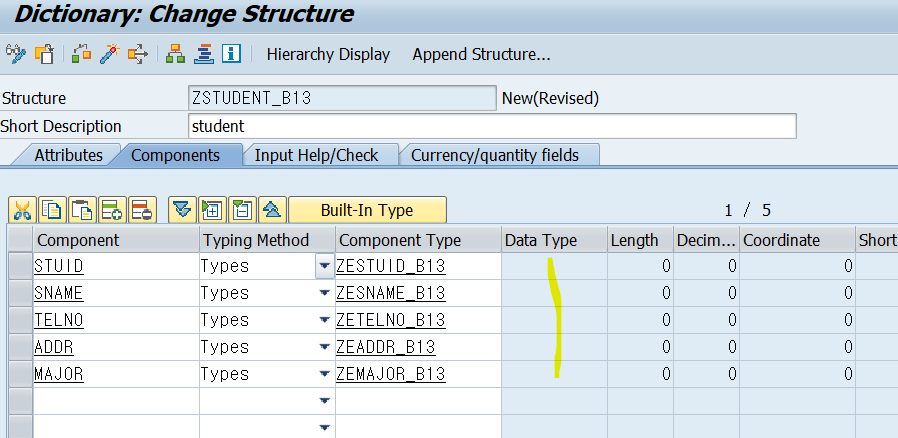 Dictionary: Change Structure
Hierarchy Display Append Structure...
Structure ZSTUDENT_B13 New(Revised)
Short Description student
Attributes Components Input Help/Check Currency/quantity fields
Built-In Type 1 / 5
Component Typing Method Component Type Data Type Length Decim... Coordinate Short
STUID Types ZESTUID_B13 0 0 0
SNAME Types ZESNAME_B13 0 0 0
TELNO Types ZETELNO_B13 0 0 0
ADDR Types ZEADDR_B13 0 0 0
MAJOR Types ZEMAJOR_B13 0 0 0